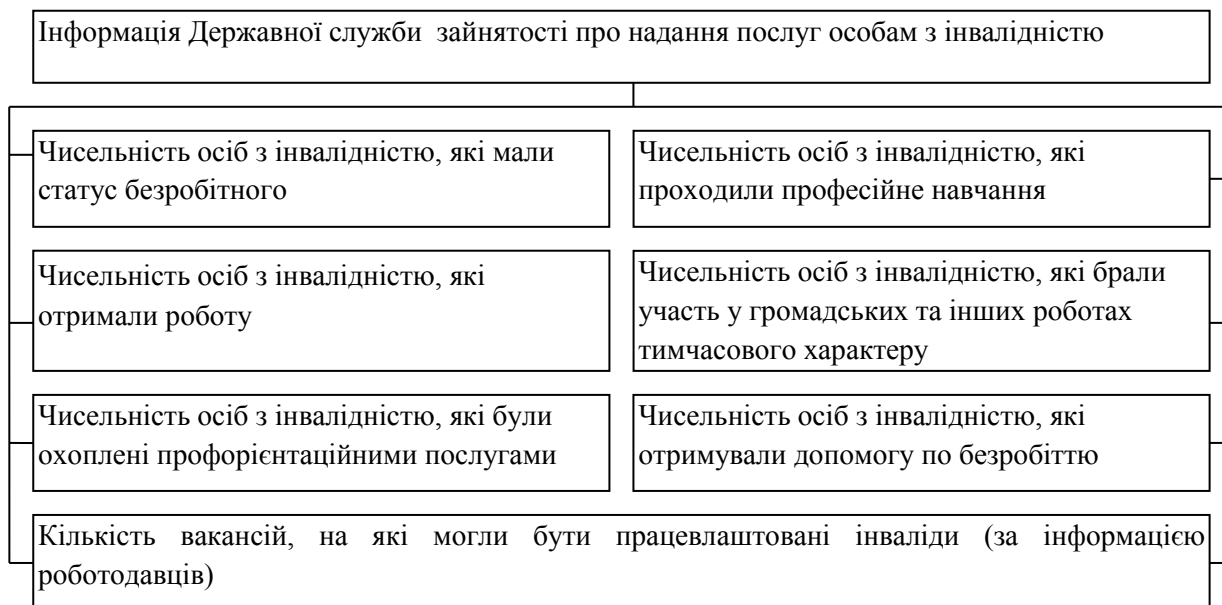 Інформація Державної служби зайнятості про надання послуг особам з інвалідністю
Чисельність осіб з інвалідністю, які мали
статус безробітного
Чисельність осіб з інвалідністю, які
проходили професійне навчання
Чисельність осіб з інвалідністю, які
отримали роботу
Чисельність осіб з інвалідністю, які брали
участь у громадських та інших роботах
тимчасового характеру
Чисельність осіб з інвалідністю, які були
охоплені профорієнтаційними послугами
Чисельність осіб з інвалідністю, які
отримували допомогу по безробіттю
Кількість вакансій, на які могли бути працевлаштовані інваліди (за інформацією
роботодавців)